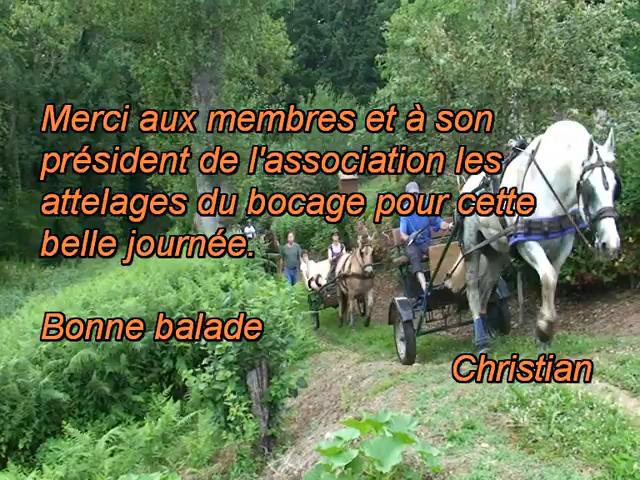 Merci aux membres et à son
président de l'association les
attelages du bocage pour cette
belle journée.
Bonne balade
Christian